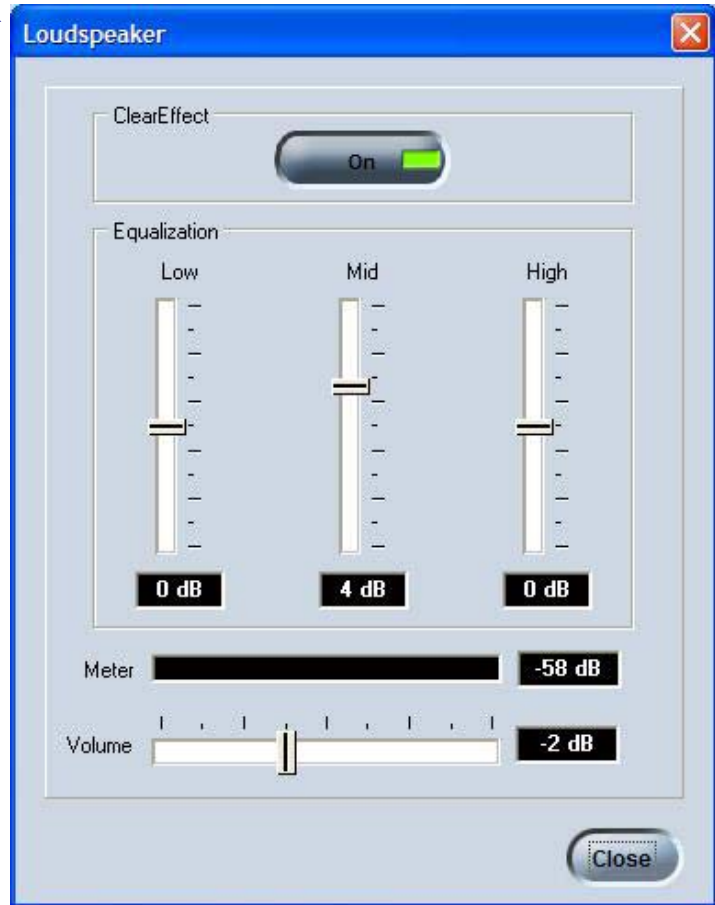 Loudspeaker
ClearEffect
On
Equalization
Low Mid High
0 dB 4 dB 0 dB
Meter -58 dB
Volume -2 dB
Close